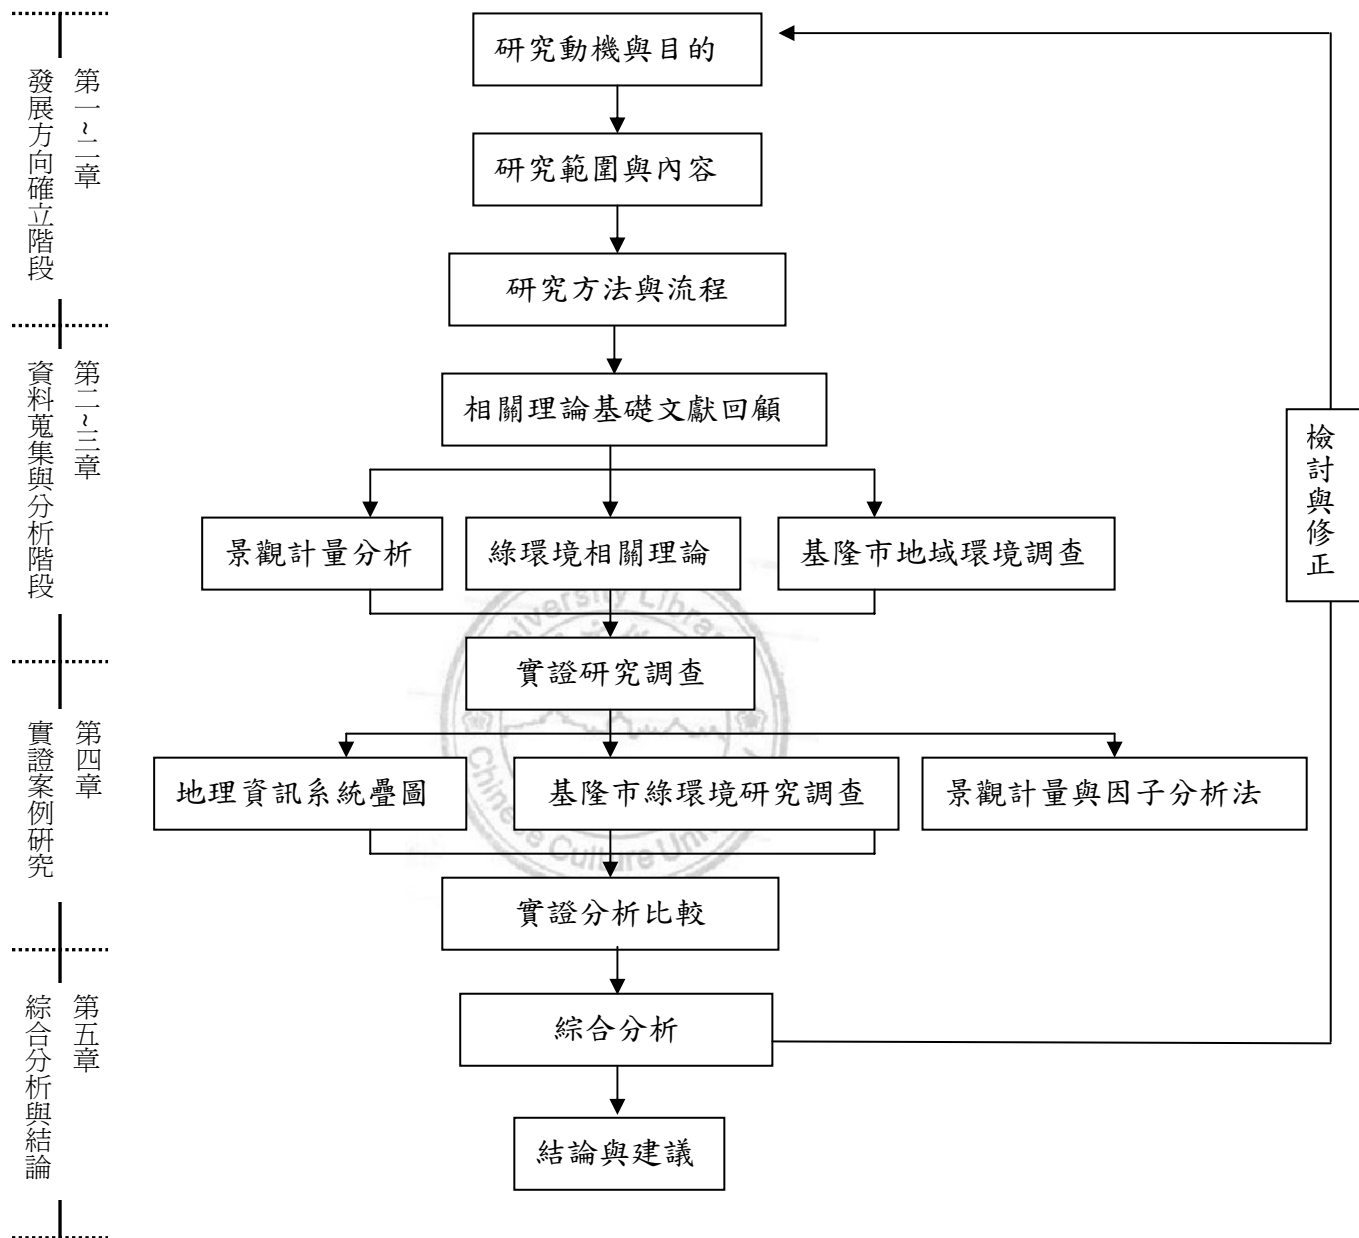 第一~二章
發展方向確立階段
第二~三章
資料蒐集與分析階段
第四章
實證案例研究
第五章
綜合分析與結論
研究動機與目的
研究範圍與內容
研究方法與流程
相關理論基礎文獻回顧
景觀計量分析
綠環境相關理論
基隆市地域環境調查
實證研究調查
地理資訊系統疊圖
基隆市綠環境研究調查
景觀計量與因子分析法
實證分析比較
綜合分析
結論與建議
檢討與修正
Chinese Culture University Library